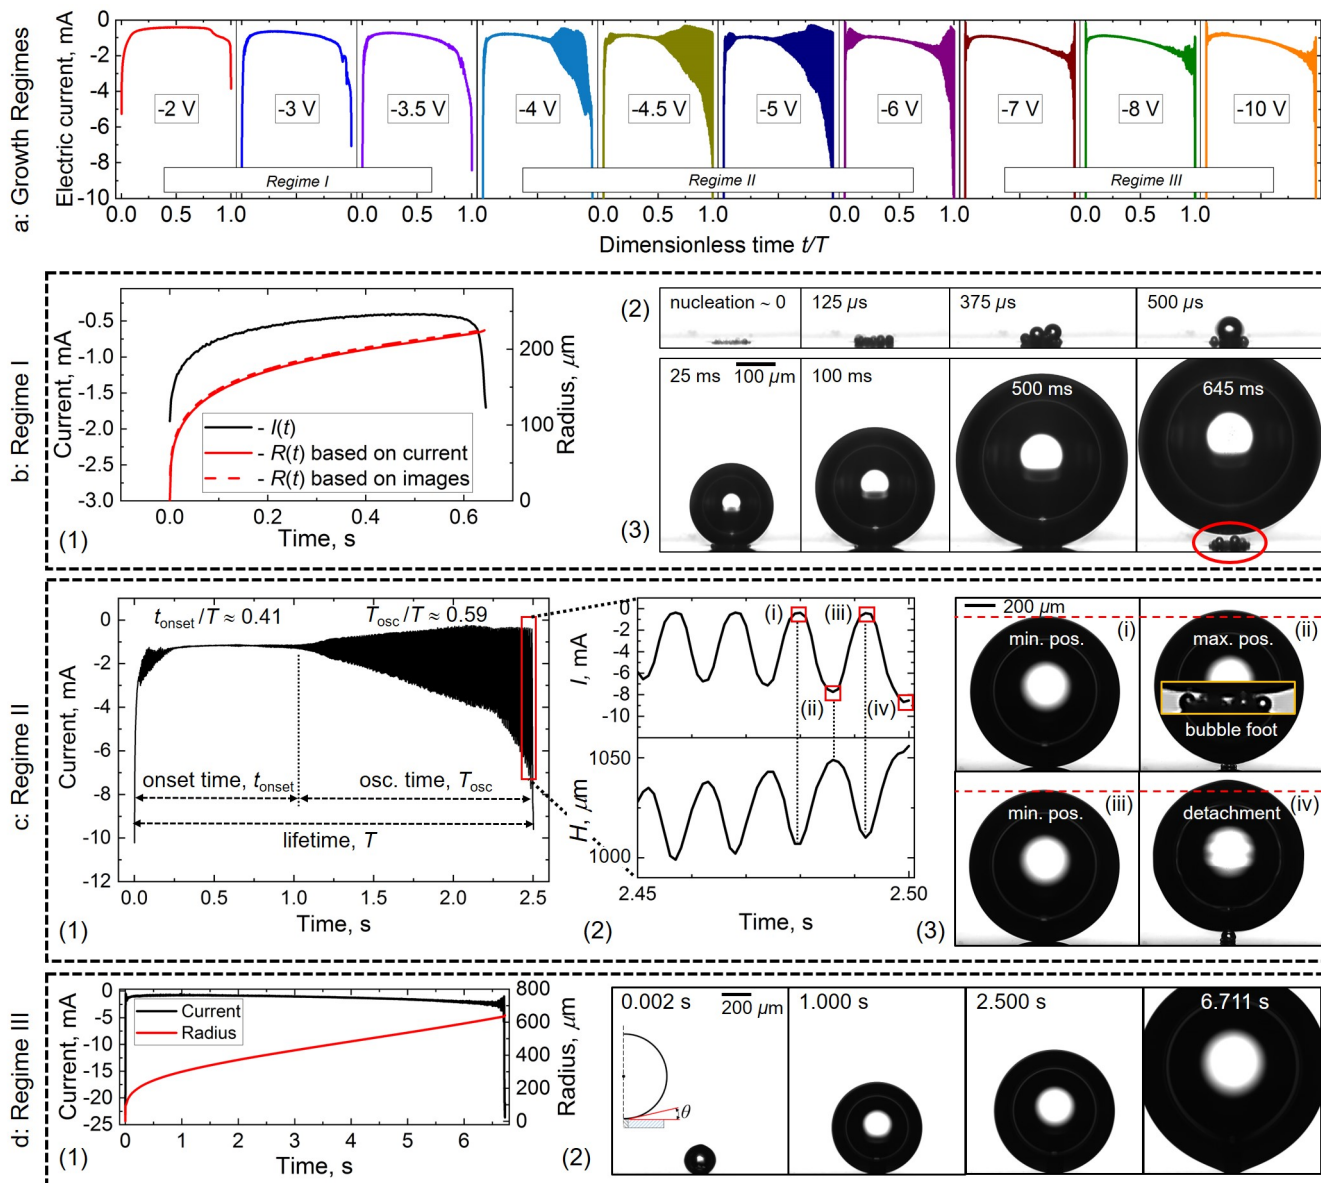 a: Growth Regimes
Electric current, mA
0
-2
-4
-6
-8
-10
-2 V
-3 V
-3.5 V
-4 V
-4.5 V
-5 V
-6 V
-7 V
-8 V
-10 V
Regime I
Regime II
Regime III
0.0 0.5 1.0 0.0 0.5 1.0 0.0 0.5 1.0 0.0 0.5 1.0 0.0 0.5 1.0
Dimensionless time t/T
b: Regime I
Current, mA
-0.5
-1.0
-1.5
-2.0
-2.5
-3.0
- I(t)
- R(t) based on current
- R(t) based on images
200
100
0
Radius, μm
0.0 0.2 0.4 0.6
Time, s
(1)
(2)
nucleation ~ 0
125 μs
375 μs
500 μs
(3)
25 ms
100 μm
100 ms
500 ms
645 ms
c: Regime II
Current, mA
0
-2
-4
-6
-8
-10
-12
tonset/T ≈ 0.41
Tosc/T ≈ 0.59
onset time, tonset
osc. time, Tosc
lifetime, T
0.0 0.5 1.0 1.5 2.0 2.5
Time, s
(1)
I, mA
0
-2
-4
-6
-8
-10
(i)
(ii)
(iii)
(iv)
H, μm
1050
1000
2.45 2.50
Time, s
(2)
(3)
200 μm
(i)
min. pos.
(ii)
max. pos.
bubble foot
(iii)
min. pos.
(iv)
detachment
d: Regime III
Current, mA
0
-5
-10
-15
-20
-25
Current
Radius
800
600
400
200
0
Radius, μm
0 1 2 3 4 5 6
Time, s
(1)
(2)
0.002 s
200 μm
θ
1.000 s
2.500 s
6.711 s